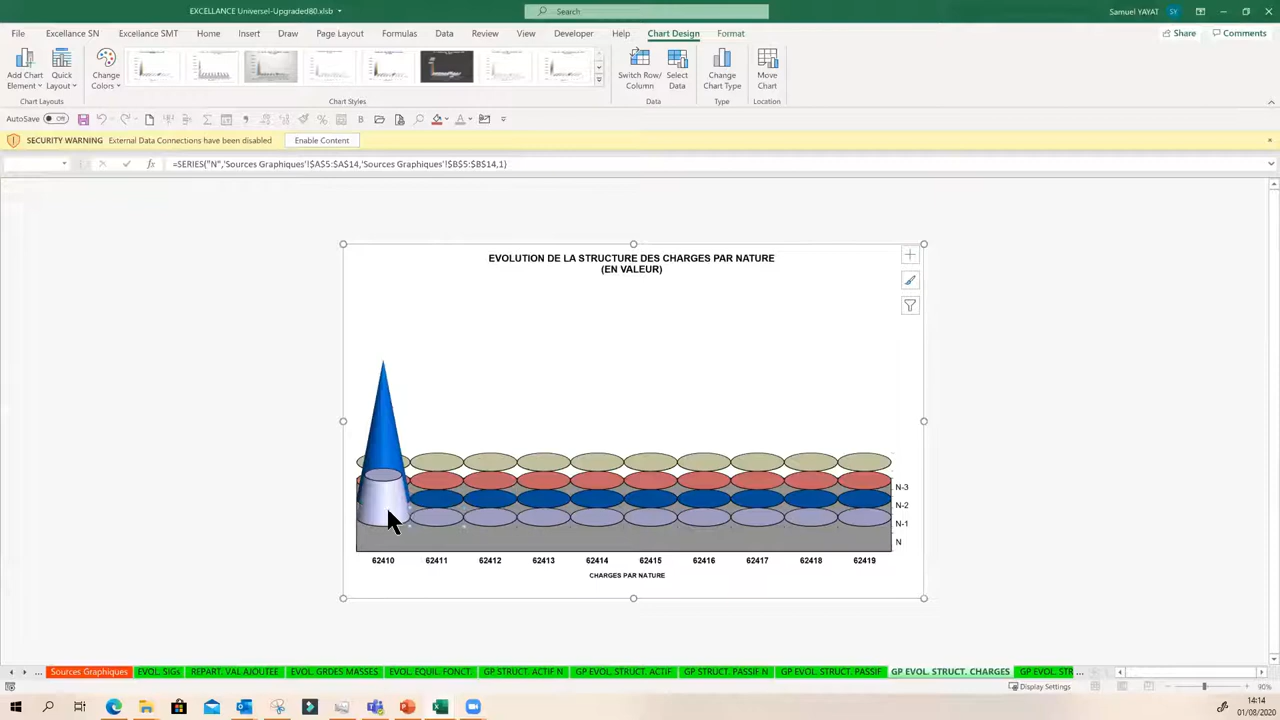 EXCELLANCE Universel-Upgraded80.xlsb
Search
Samuel YAYAT
SY
File Excellance SN Excellance SMT Home Insert Draw Page Layout Formulas Data Review View Developer Help Chart Design Format
Share Comments
Add Chart Element
Quick Layout
Change Colors
Switch Row/ Column
Select Data
Change Chart Type
Move Chart
Chart Layouts Chart Styles Data Type Location
AutoSave Off
SECURITY WARNING External Data Connections have been disabled Enable Content
fx =SERIES("N",'Sources Graphiques'!$A$5:$A$14,'Sources Graphiques'!$B$5:$B$14,1)
EVOLUTION DE LA STRUCTURE DES CHARGES PAR NATURE
(EN VALEUR)
N-3
N-2
N-1
N
62410 62411 62412 62413 62414 62415 62416 62417 62418 62419
CHARGES PAR NATURE
... Sources Graphiques EVOL. SIGs REPART. VAL AJOUTEE EVOL. GRDES MASSES EVOL. EQUIL. FONCT. GP STRUCT. ACTIF N GP EVOL. STRUCT. ACTIF GP STRUCT. PASSIF N GP EVOL. STRUCT. PASSIF GP EVOL. STRUCT. CHARGES GP EVOL. STR ...
Display Settings 90%
14:14
01/08/2020